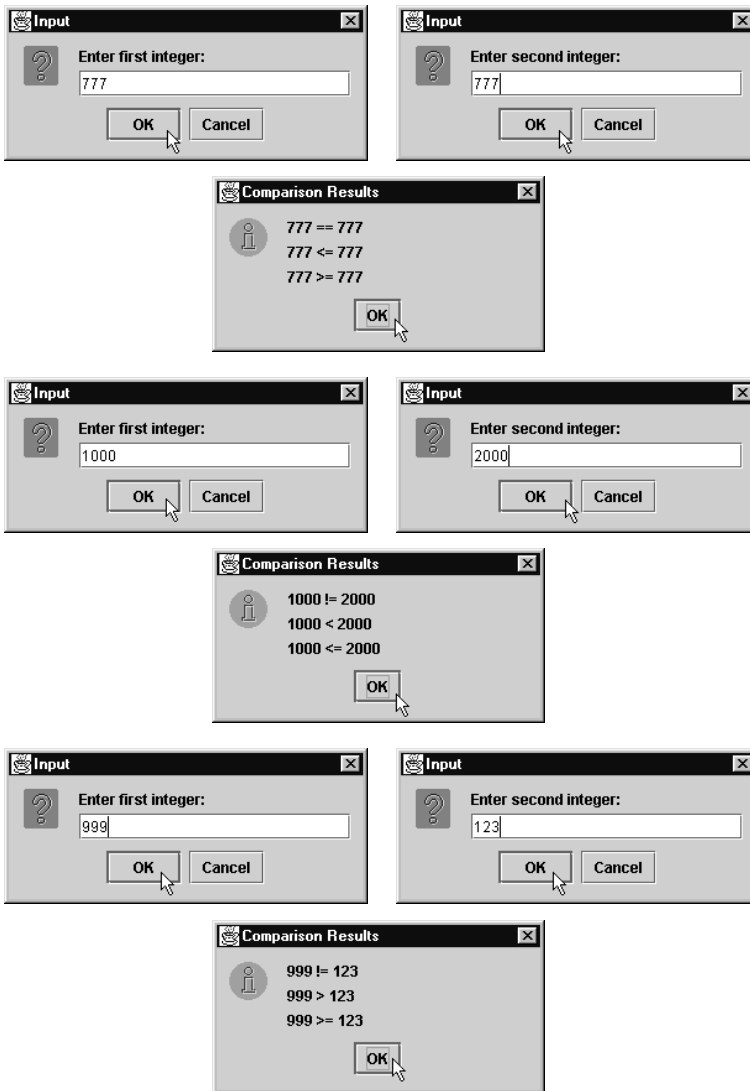 Input
Enter first integer:
777
OK Cancel
Input
Enter second integer:
777
OK Cancel
Comparison Results
777 == 777
777 <= 777
777 >= 777
OK
Input
Enter first integer:
1000
OK Cancel
Input
Enter second integer:
2000
OK Cancel
Comparison Results
1000 != 2000
1000 < 2000
1000 <= 2000
OK
Input
Enter first integer:
999
OK Cancel
Input
Enter second integer:
123
OK Cancel
Comparison Results
999 != 123
999 > 123
999 >= 123
OK